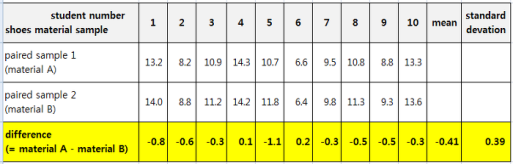 student number 1 2 3 4 5 6 7 8 9 10 mean standard
shoes material sample devation
paired sample 1 13.2 8.2 10.9 14.3 10.7 6.6 9.5 10.8 8.8 13.3
(material A)
paired sample 2 14.0 8.8 11.2 14.2 11.8 6.4 9.8 11.3 9.3 13.6
(material B)
difference
(= material A - material B) -0.8 -0.6 -0.3 0.1 -1.1 0.2 -0.3 -0.5 -0.5 -0.3 -0.41 0.39